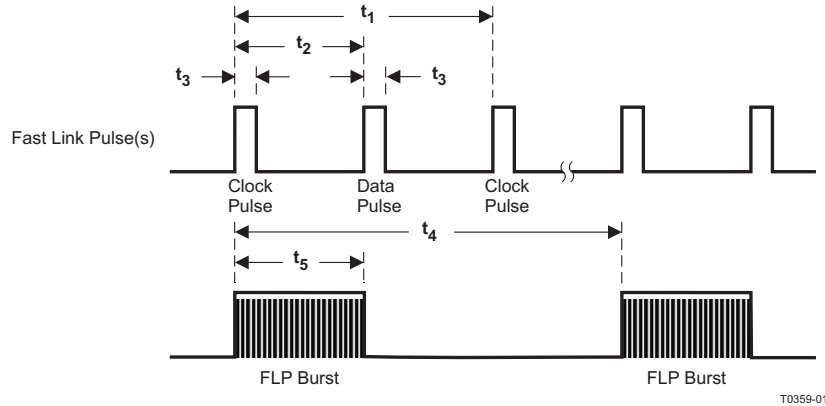 t1
t2
t3
t3
Fast Link Pulse(s)
Clock
Pulse
Data
Pulse
Clock
Pulse
t4
t5
FLP Burst
FLP Burst
T0359-01